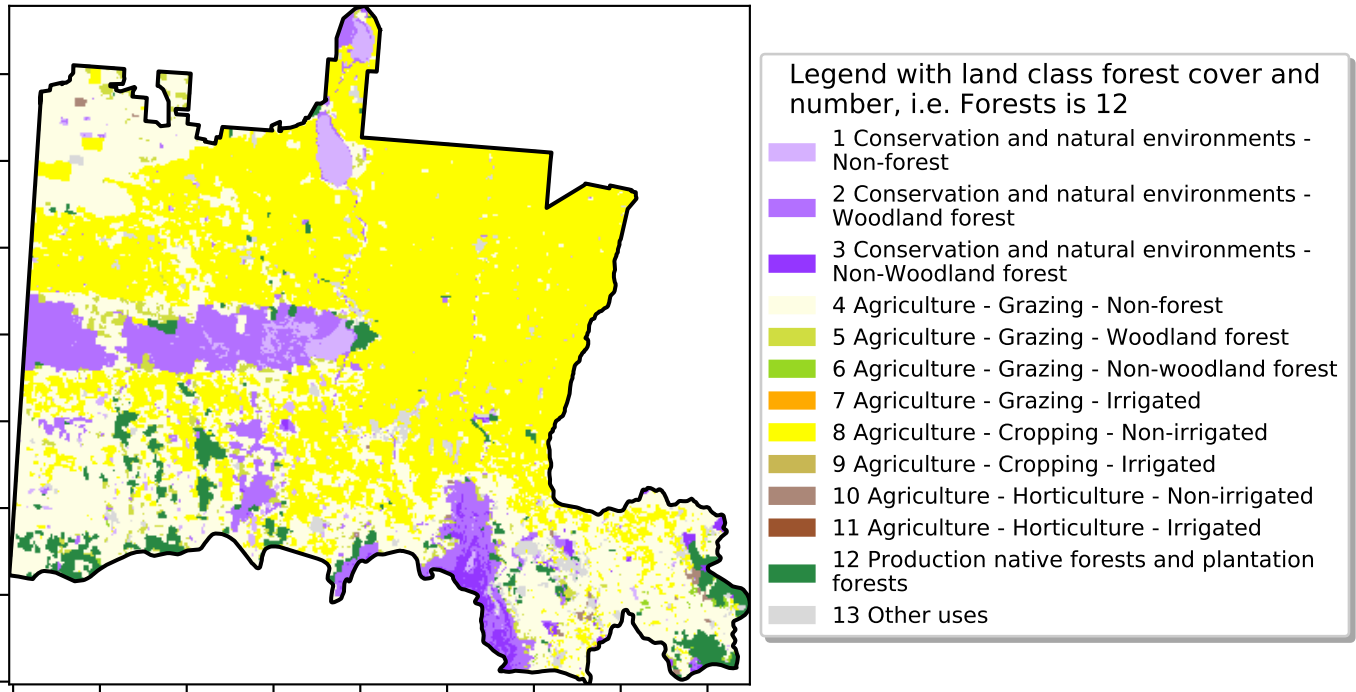 Legend with land class forest cover and
number, i.e. Forests is 12
1 Conservation and natural environments -
Non-forest
2 Conservation and natural environments -
Woodland forest
3 Conservation and natural environments -
Non-Woodland forest
4 Agriculture - Grazing - Non-forest
5 Agriculture - Grazing - Woodland forest
6 Agriculture - Grazing - Non-woodland forest
7 Agriculture - Grazing - Irrigated
8 Agriculture - Cropping - Non-irrigated
9 Agriculture - Cropping - Irrigated
10 Agriculture - Horticulture - Non-irrigated
11 Agriculture - Horticulture - Irrigated
12 Production native forests and plantation
forests
13 Other uses